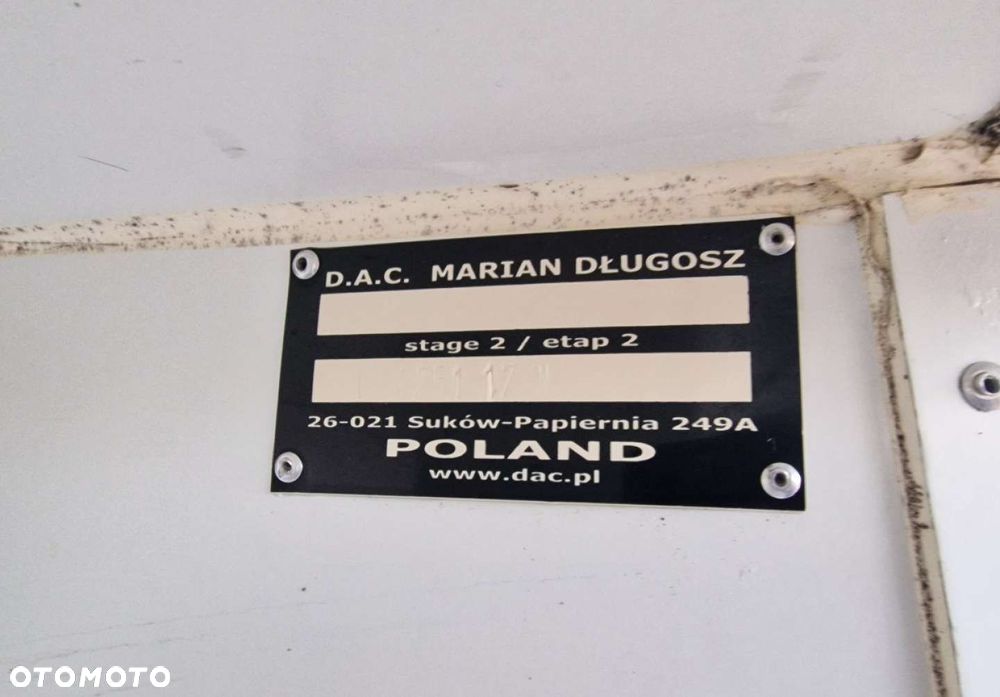 D.A.C. MARIAN DŁUGOSZ
stage 2 / etap 2
26-021 Suków-Papiernia 249A
POLAND
www.dac.pl
OTOMOTO